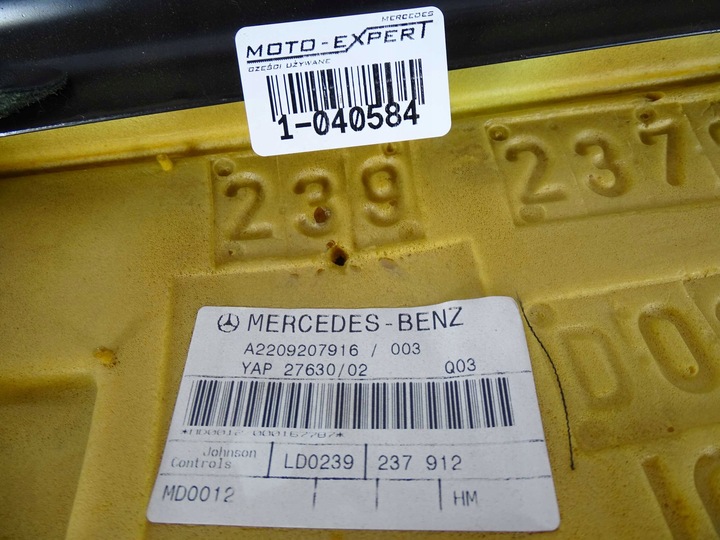 MERCEDES
MOTO-EXPERT
CZĘŚCI UŻYWANE
1-040584
239
237
D0
MERCEDES-BENZ
A2209207916 / 003
YAP 27630/02 Q03
Johnson
Controls
LD0239 237 912
MD0012 HM